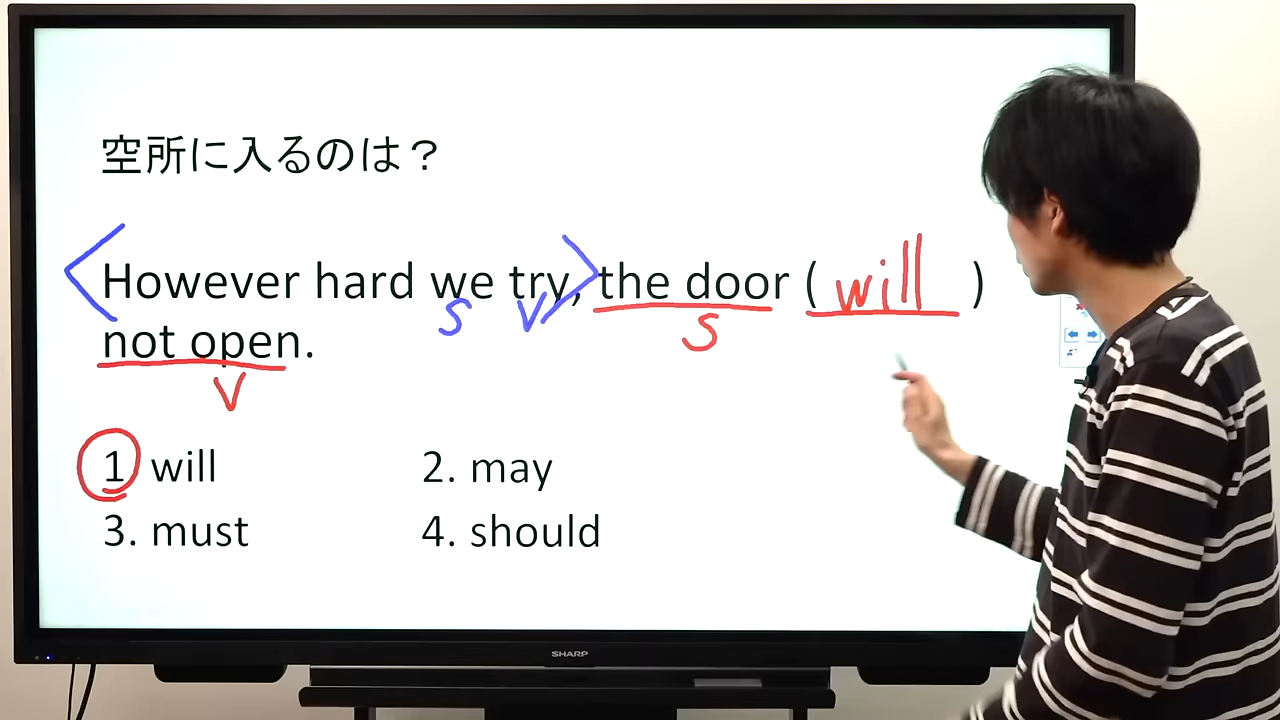 空所に入るのは？
However hard we try, the door ( will )
S V S
not open.
V
1 will 2. may
3. must 4. should
SHARP